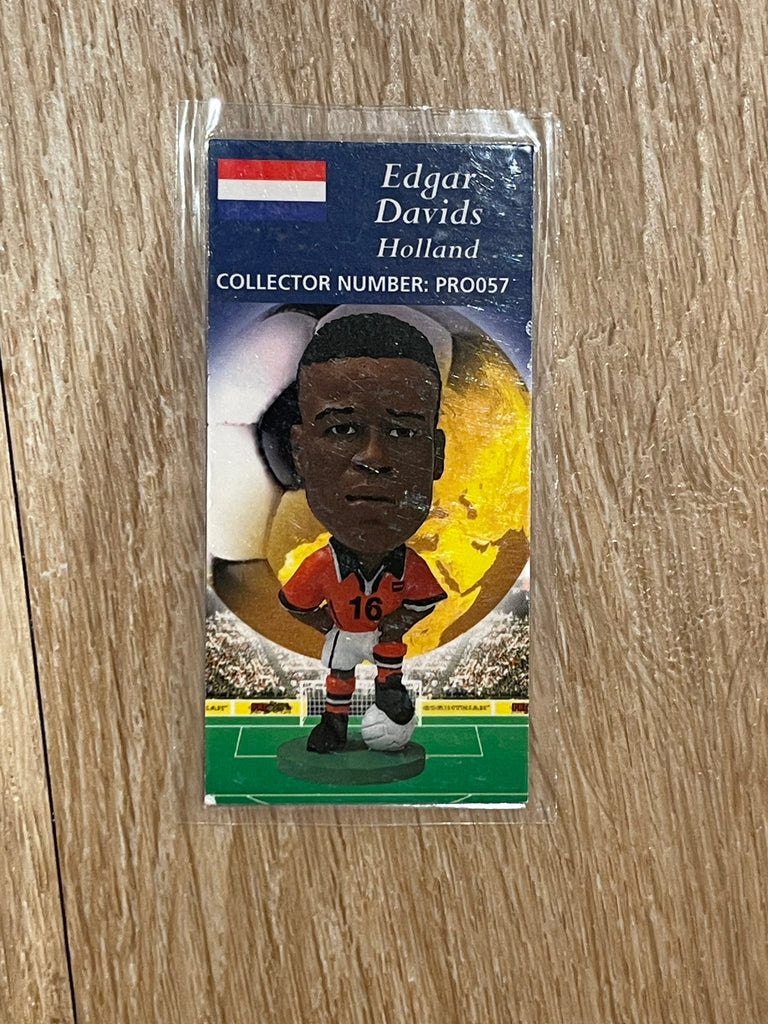 Edgar
Davids
Holland
COLLECTOR NUMBER: PRO057
16